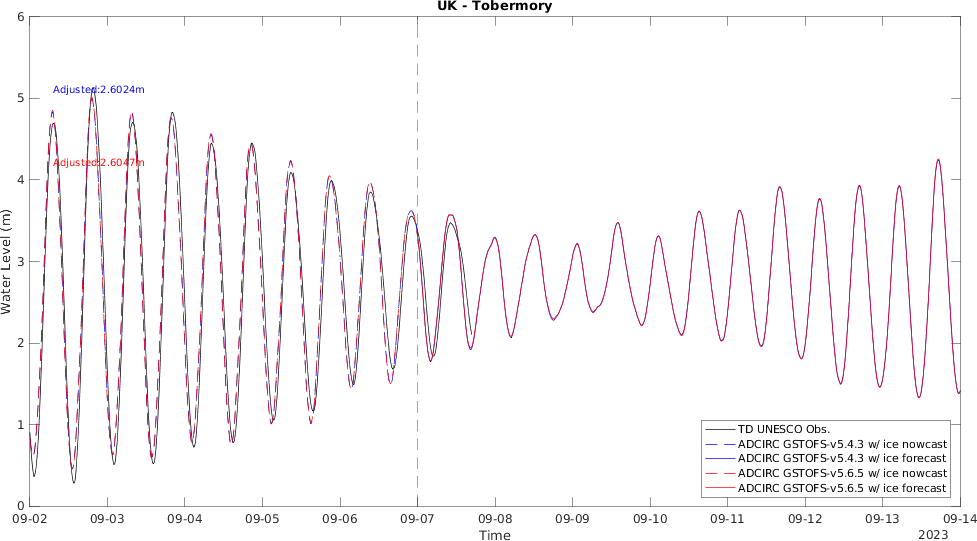 UK - Tobermory
6
5
4
3
2
1
0
Water Level (m)
Adjusted:2.6024m
Adjusted:2.6047m
TD UNESCO Obs.
ADCIRC GSTOFS-v5.4.3 w/ ice nowcast
ADCIRC GSTOFS-v5.4.3 w/ ice forecast
ADCIRC GSTOFS-v5.6.5 w/ ice nowcast
ADCIRC GSTOFS-v5.6.5 w/ ice forecast
09-02 09-03 09-04 09-05 09-06 09-07 09-08 09-09 09-10 09-11 09-12 09-13 09-14
Time
2023